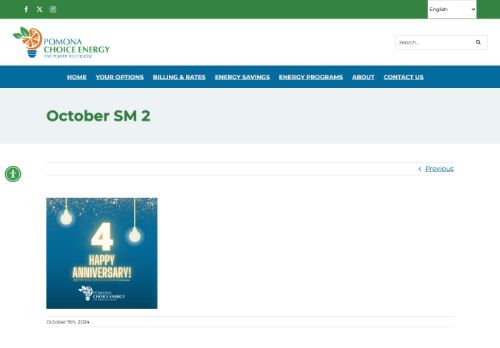 English
POMONA
CHOICE ENERGY
THE POWER TO CHOOSE
Search...
HOME YOUR OPTIONS BILLING & RATES ENERGY SAVINGS ENERGY PROGRAMS ABOUT CONTACT US
October SM 2
Previous
4
HAPPY
ANNIVERSARY!
POMONA
CHOICE ENERGY
October 9th, 2024